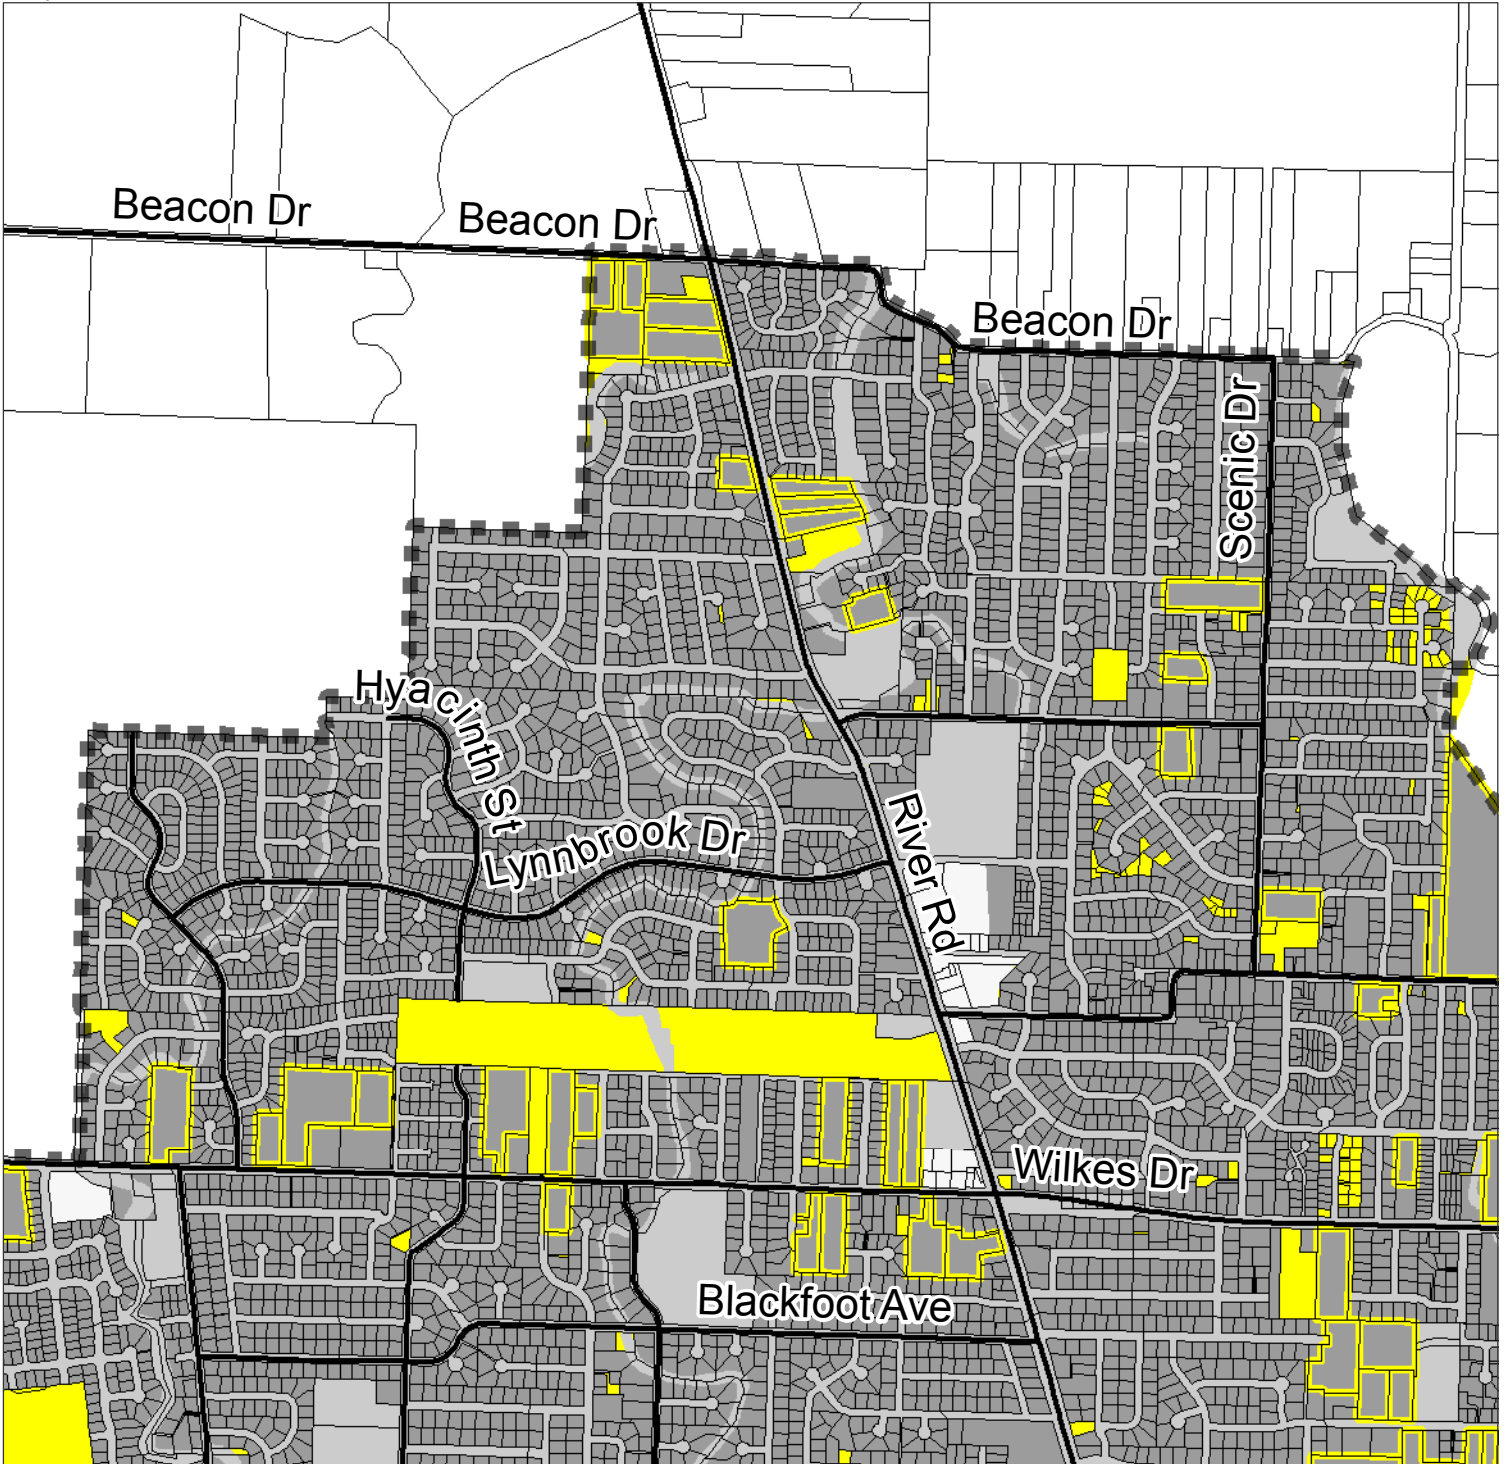 Beacon Dr
Beacon Dr
Beacon Dr
Scenic Dr
Hyacinth St
Lynnbrook Dr
River Rd
Wilkes Dr
Blackfoot Ave